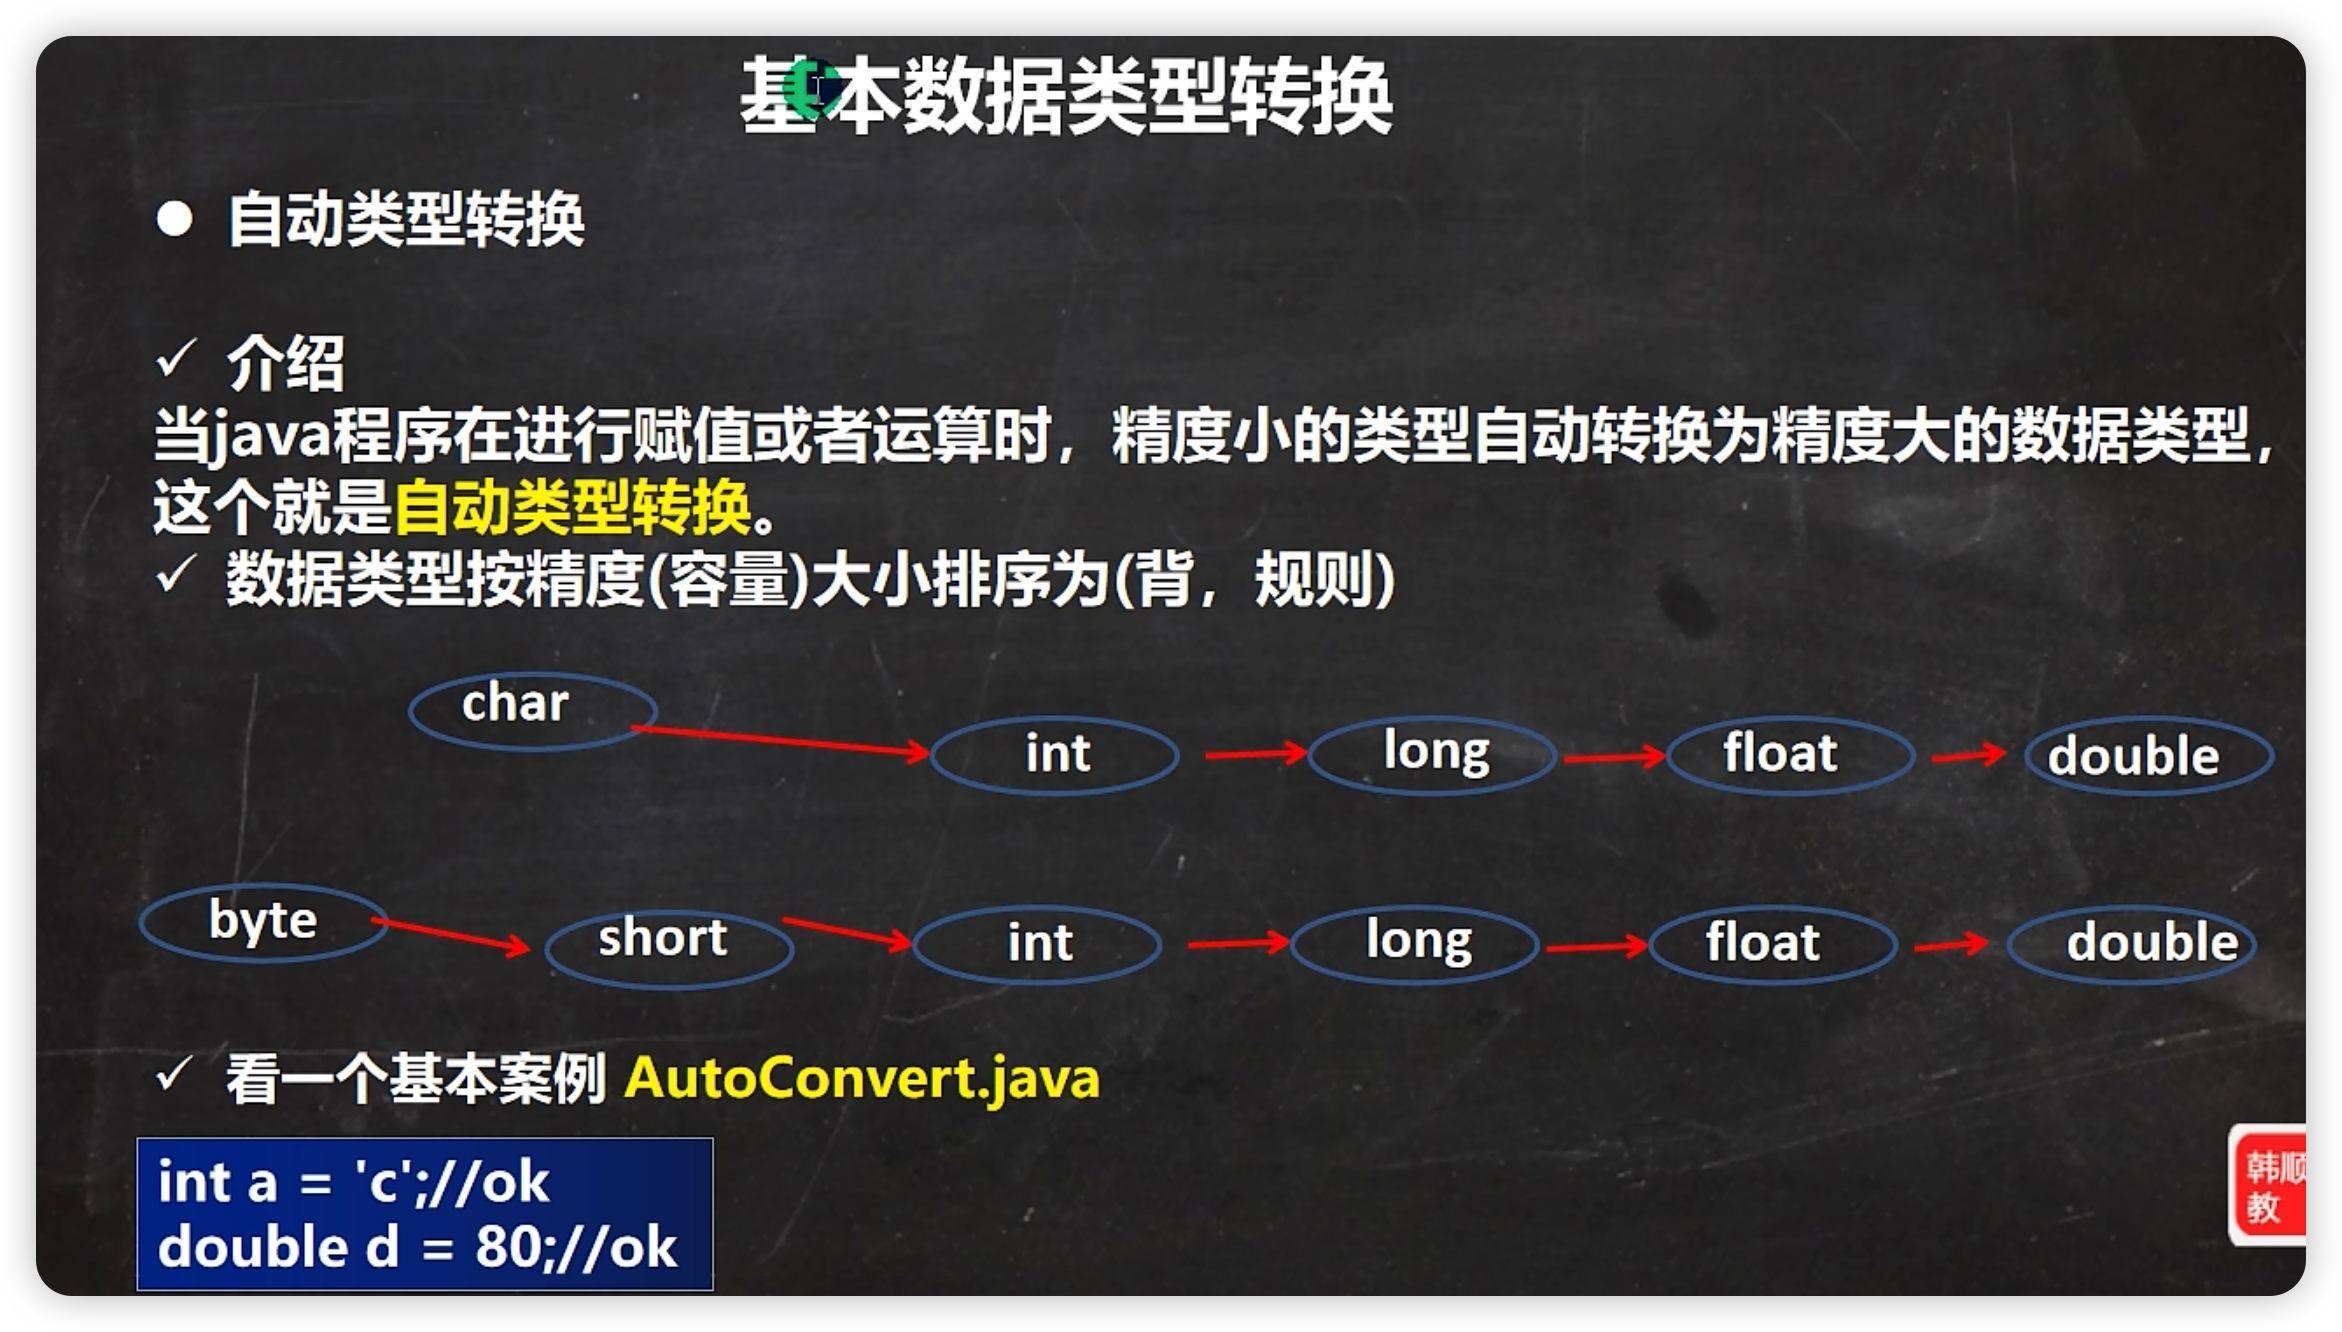 基本数据类型转换
● 自动类型转换
✓ 介绍
当java程序在进行赋值或者运算时，精度小的类型自动转换为精度大的数据类型，
这个就是自动类型转换。
✓ 数据类型按精度(容量)大小排序为(背，规则)
char int long float double
byte short int long float double
✓ 看一个基本案例 AutoConvert.java
int a = 'c';//ok
double d = 80;//ok
韩顺
教